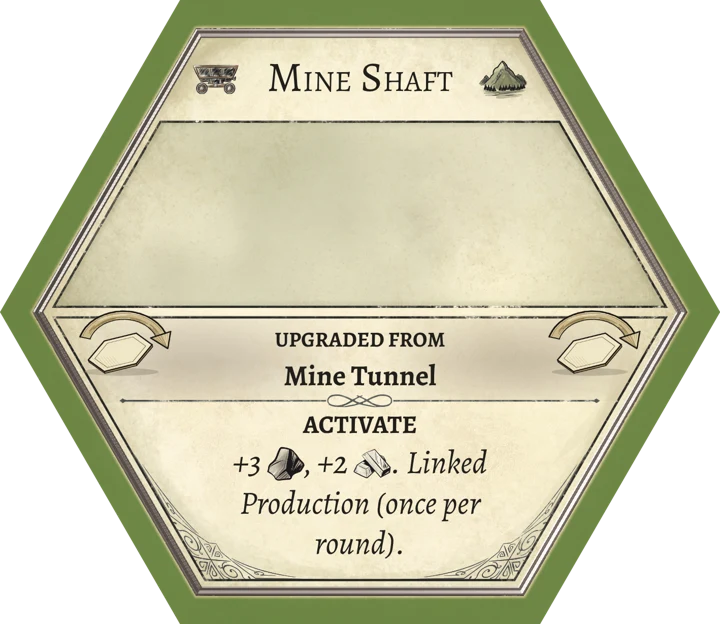 Mine Shaft
UPGRADED FROM
Mine Tunnel
ACTIVATE
+3 , +2 . Linked
Production (once per
round).